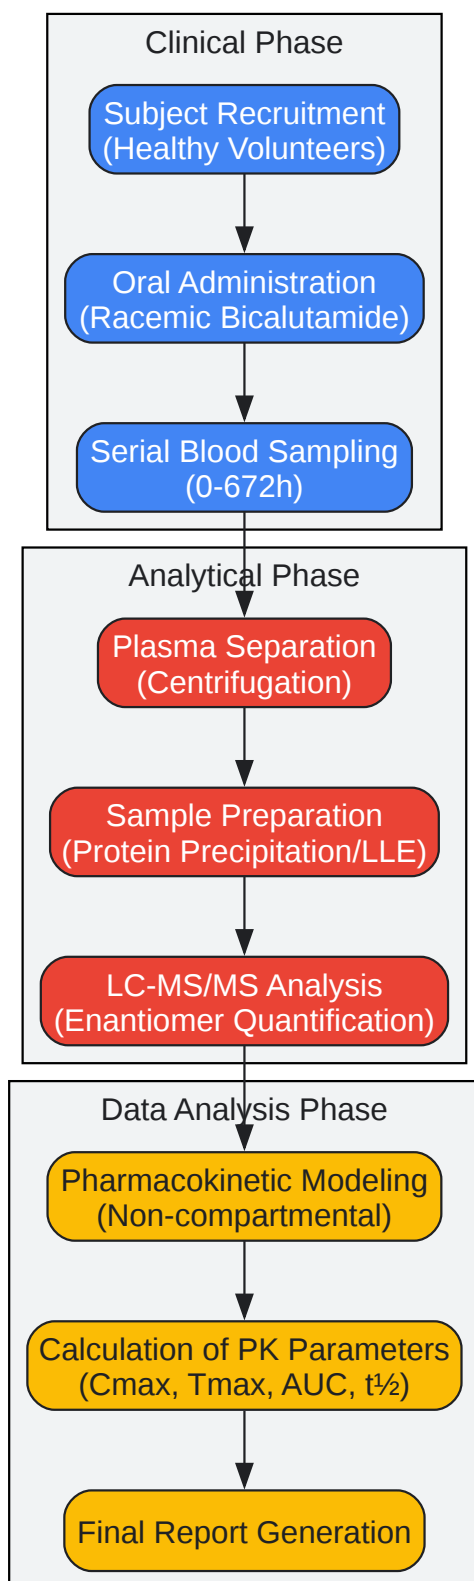 Clinical Phase
Subject Recruitment
(Healthy Volunteers)
Oral Administration
(Racemic Bicalutamide)
Serial Blood Sampling
(0-672h)
Analytical Phase
Plasma Separation
(Centrifugation)
Sample Preparation
(Protein Precipitation/LLE)
LC-MS/MS Analysis
(Enantiomer Quantification)
Data Analysis Phase
Pharmacokinetic Modeling
(Non-compartmental)
Calculation of PK Parameters
(Cmax, Tmax, AUC, t½)
Final Report Generation